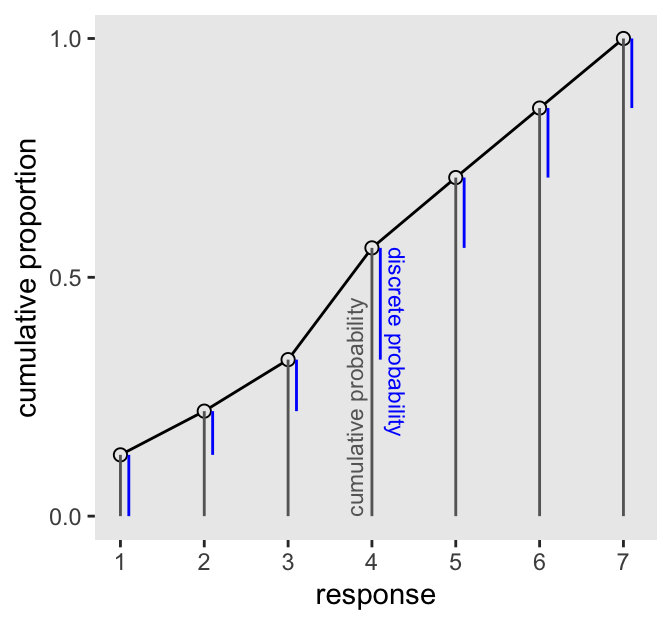 cumulative proportion
1.0
0.5
0.0
cumulative probability
discrete probability
1 2 3 4 5 6 7
response